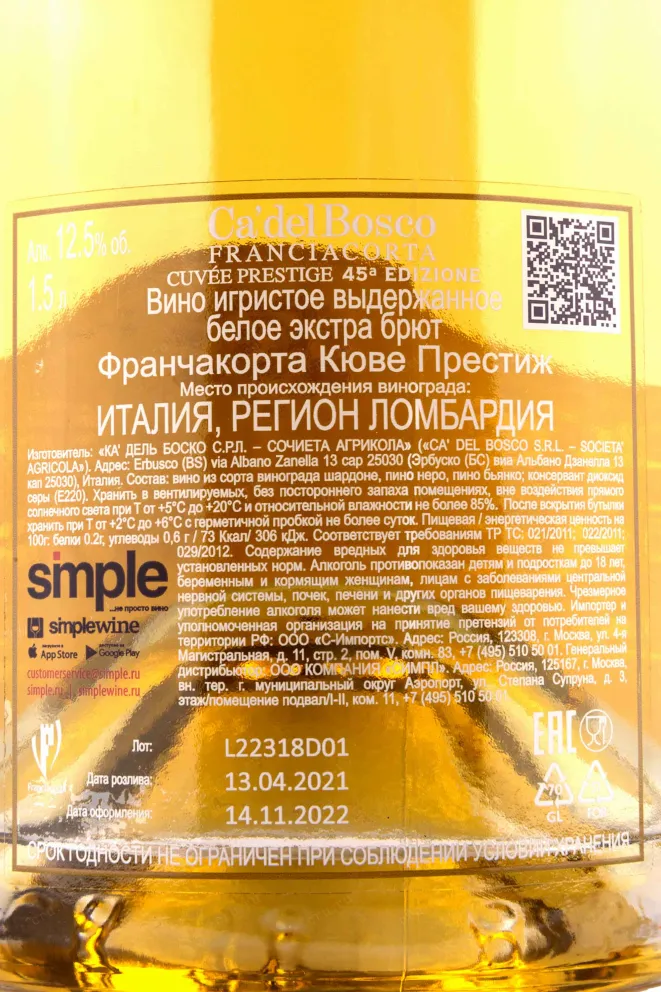 Ca'del Bosco
Алк. 12.5% об.
FRANCIACORTA
CUVÉE PRESTIGE 45ª EDIZIONE
1.5 л
Вино игристое выдержанное
белое экстра брют
Франчакорта Кюве Престиж
Место происхождения винограда:
ИТАЛИЯ, РЕГИОН ЛОМБАРДИЯ
Изготовитель: «КА' ДЕЛЬ БОСКО С.Р.Л. – СОЧИЕТА АГРИКОЛА» («CA' DEL BOSCO S.R.L. – SOCIETA'
AGRICOLA»). Адрес: Erbusco (BS) via Albano Zanella 13 cap 25030 (Эрбуско (БС) виа Альбано Дзанелла 13
кап 25030), Италия. Состав: вино из сорта винограда шардоне, пино неро, пино бьянко; консервант диоксид
серы (Е220). Хранить в вентилируемых, без постороннего запаха помещениях, вне воздействия прямого
солнечного света при Т от +5°С до +20°С и относительной влажности не более 85%. После вскрытия бутылки
хранить при Т от +2°С до +6°С с герметичной пробкой не более суток. Пищевая / энергетическая ценность на
100г: белки 0.2г, углеводы 0,6 г / 73 Ккал/ 306 кДж. Соответствует требованиям ТР ТС: 021/2011; 022/2011;
029/2012. Содержание вредных для здоровья веществ не превышает
установленных норм. Алкоголь противопоказан детям и подросткам до 18 лет,
беременным и кормящим женщинам, лицам с заболеваниями центральной
нервной системы, почек, печени и других органов пищеварения. Чрезмерное
употребление алкоголя может нанести вред вашему здоровью. Импортер и
уполномоченная организация на принятие претензий от потребителей на
территории РФ: ООО «С-Импортс». Адрес: Россия, 123308, г. Москва, ул. 4-я
Магистральная, д. 11, стр. 2, пом. V, комн. 83, +7 (495) 510 50 01. Генеральный
дистрибьютор: ООО КОМПАНИЯ «СИМПЛ». Адрес: Россия, 125167, г. Москва,
вн. тер. г. муниципальный округ Аэропорт, ул. Степана Супруна, д. 3,
этаж/помещение подвал/I-II, ком. 11, +7 (495) 510 50 01
simple
...не просто вино
simplewine
App Store
Google Play
customerservice@simple.ru
simple.ru | simplewine.ru
Лот: L22318D01
Дата розлива: 13.04.2021
Дата оформления: 14.11.2022
EAC
70
GL
СРОК ГОДНОСТИ НЕ ОГРАНИЧЕН ПРИ СОБЛЮДЕНИИ УСЛОВИЙ ХРАНЕНИЯ